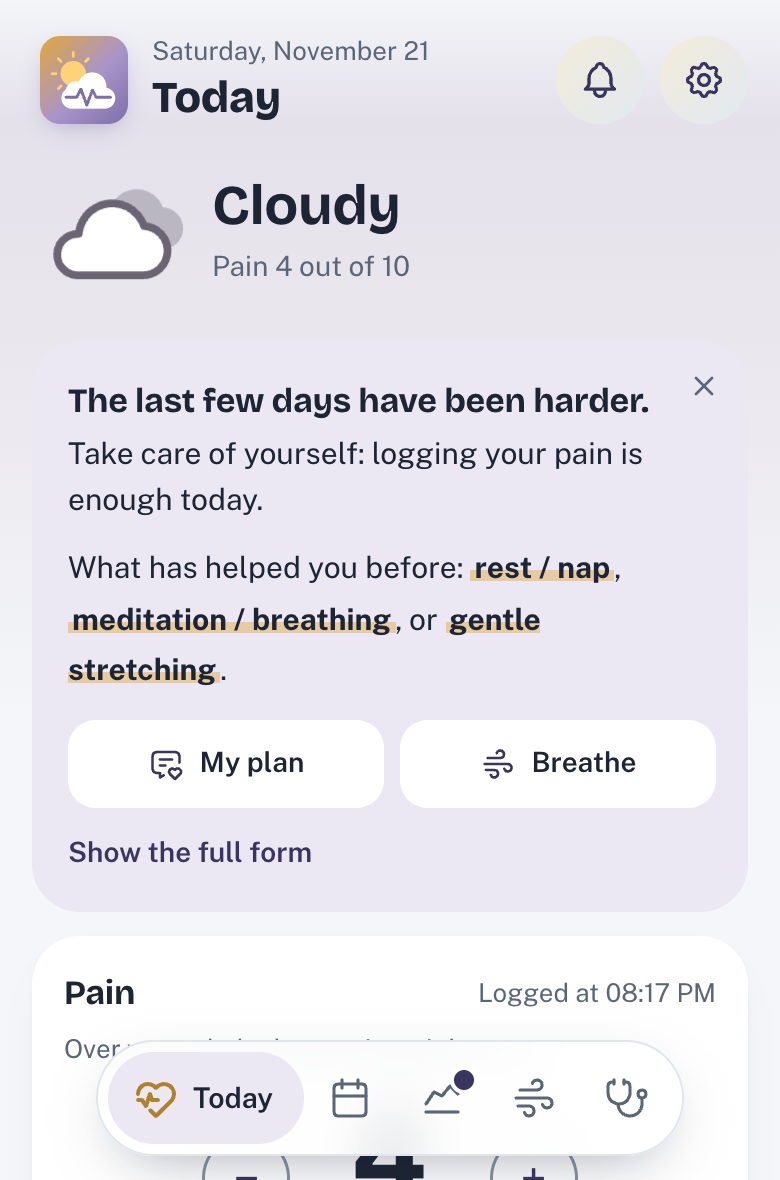 Saturday, November 21
Today
Cloudy
Pain 4 out of 10
The last few days have been harder.
Take care of yourself: logging your pain is
enough today.
What has helped you before: rest / nap,
meditation / breathing, or gentle
stretching.
My plan
Breathe
Show the full form
Pain
Logged at 08:17 PM
Over
Today
4